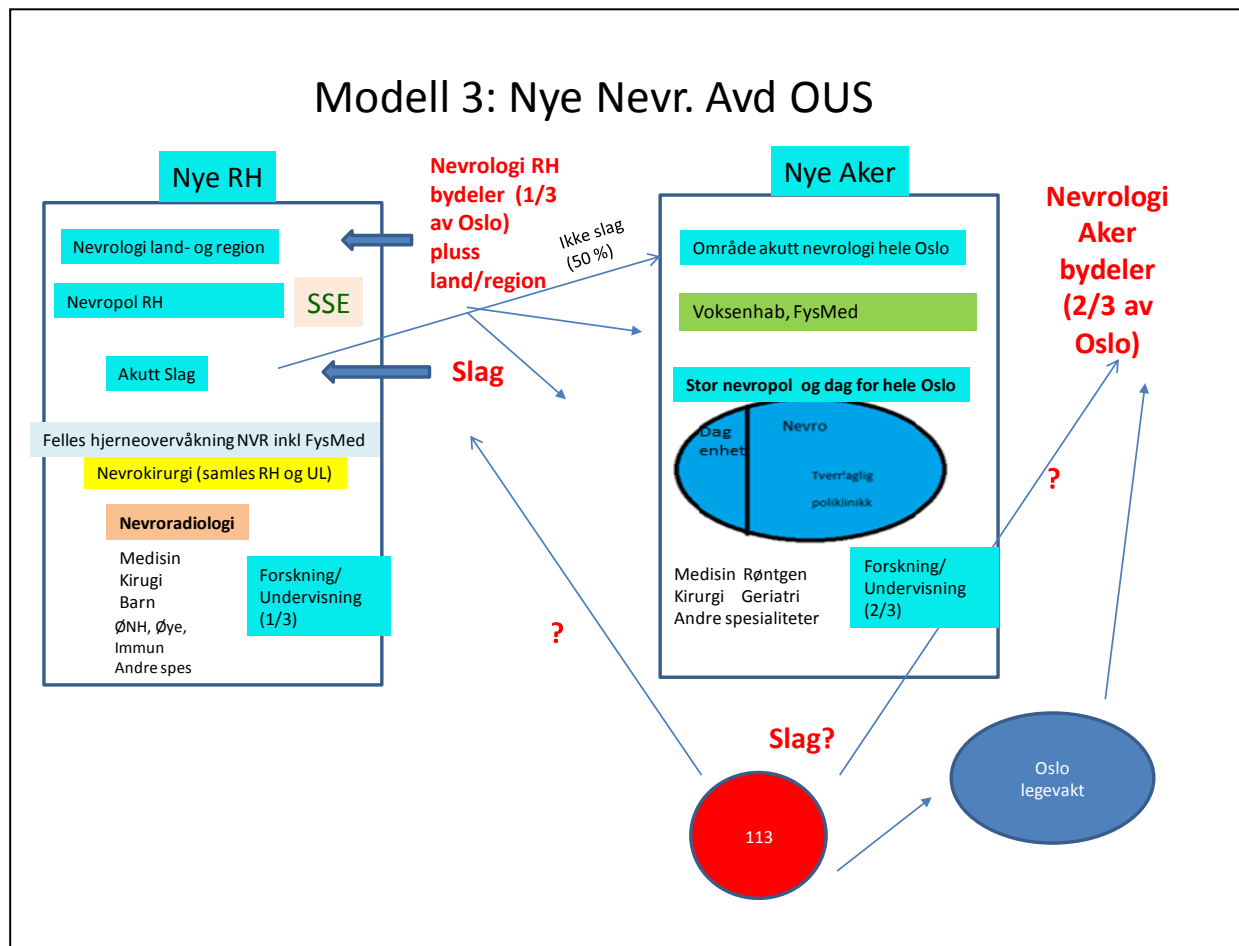 Modell 3: Nye Nevr. Avd OUS
Nye RH
Nevrologi land- og region
Nevropol RH
SSE
Akutt Slag
Felles hjerneovervåkning NVR inkl FysMed
Nevrokirurgi (samles RH og UL)
Nevroradiologi
Medisin
Kirugi
Barn
ØNH, Øye,
Immun
Andre spes
Forskning/
Undervisning
(1/3)
Nevrologi RH
bydeler (1/3
av Oslo)
pluss
land/region
Ikke slag
(50 %)
Slag
?
Nye Aker
Område akutt nevrologi hele Oslo
Voksenhab, FysMed
Stor nevropol og dag for hele Oslo
Dag
enhet
Nevro
Tverrfaglig
poliklinikk
Medisin Røntgen
Kirurgi Geriatri
Andre spesialiteter
Forskning/
Undervisning
(2/3)
Nevrologi
Aker
bydeler
(2/3 av
Oslo)
?
Slag?
113
Oslo
legevakt